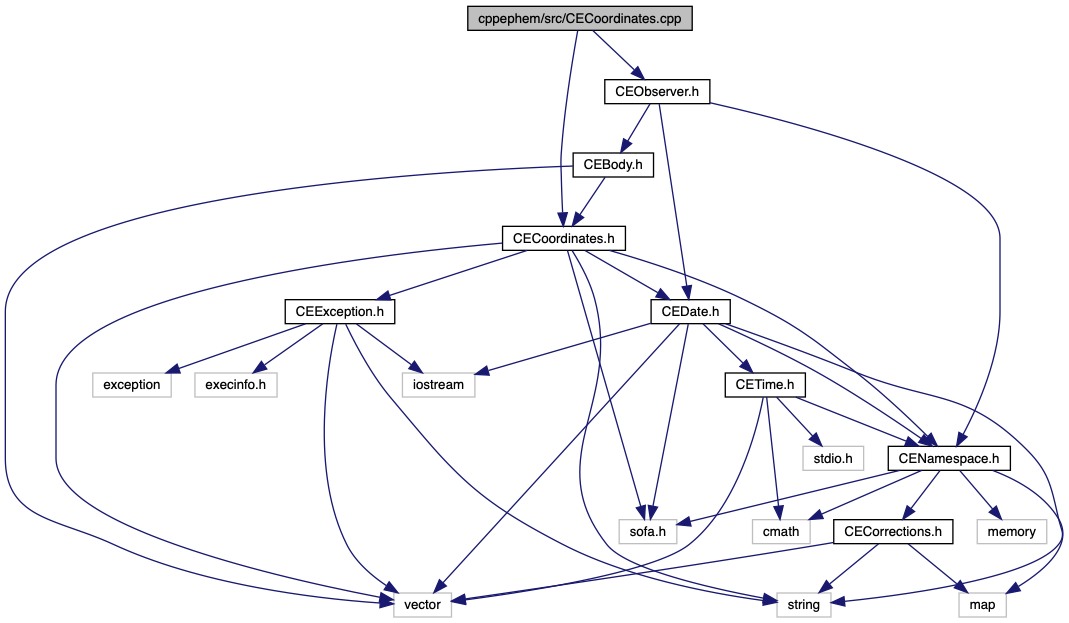 cppephem/src/CECoordinates.cpp
CEObserver.h
CEBody.h
CECoordinates.h
CEException.h
CEDate.h
exception
execinfo.h
iostream
CETime.h
stdio.h
CENamespace.h
sofa.h
cmath
CECorrections.h
memory
vector
string
map